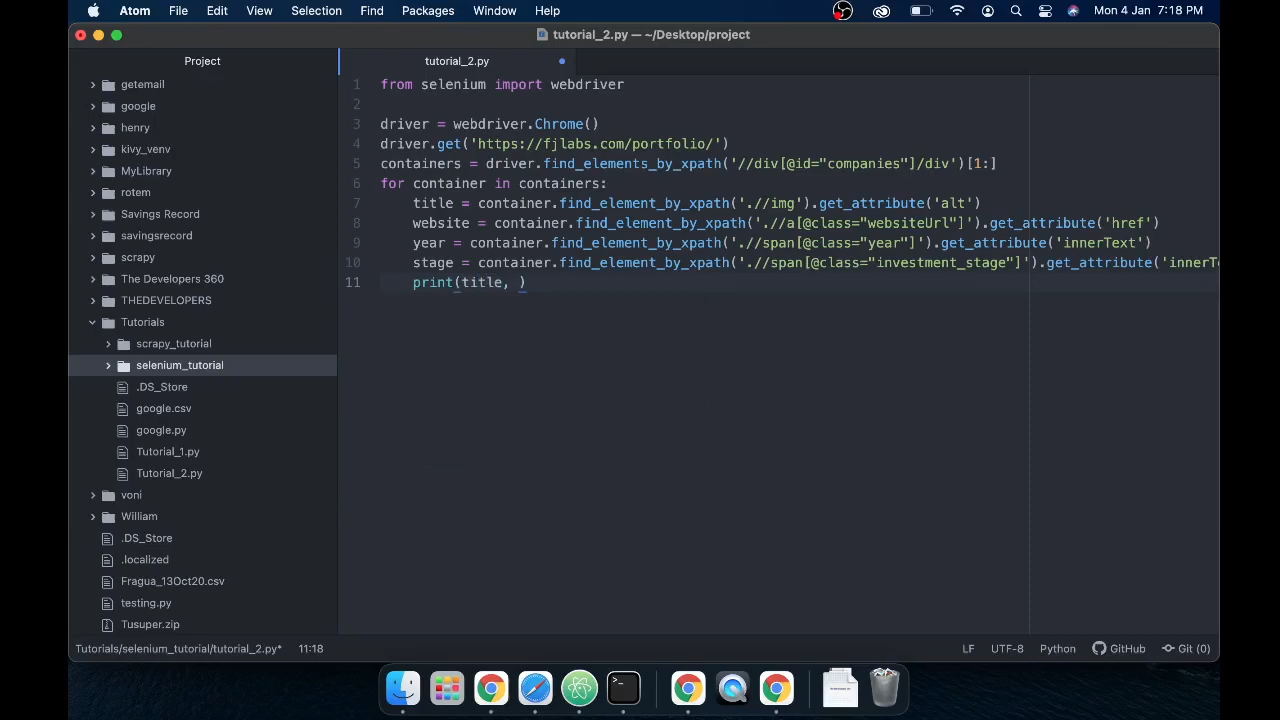 Atom File Edit View Selection Find Packages Window Help Mon 4 Jan 7:18 PM
tutorial_2.py — ~/Desktop/project
Project
tutorial_2.py
getemail
google
henry
kivy_venv
MyLibrary
rotem
Savings Record
savingsrecord
scrapy
The Developers 360
THEDEVELOPERS
Tutorials
scrapy_tutorial
selenium_tutorial
.DS_Store
google.csv
google.py
Tutorial_1.py
Tutorial_2.py
voni
William
.DS_Store
.localized
Fragua_13Oct20.csv
testing.py
Tusuper.zip
1 from selenium import webdriver
2
3 driver = webdriver.Chrome()
4 driver.get('https://fjlabs.com/portfolio/')
5 containers = driver.find_elements_by_xpath('//div[@id="companies"]/div')[1:]
6 for container in containers:
7 title = container.find_element_by_xpath('.//img').get_attribute('alt')
8 website = container.find_element_by_xpath('.//a[@class="websiteUrl"]').get_attribute('href')
9 year = container.find_element_by_xpath('.//span[@class="year"]').get_attribute('innerText')
10 stage = container.find_element_by_xpath('.//span[@class="investment_stage"]').get_attribute('innerTe
11 print(title, )
Tutorials/selenium_tutorial/tutorial_2.py* 11:18 LF UTF-8 Python GitHub Git (0)